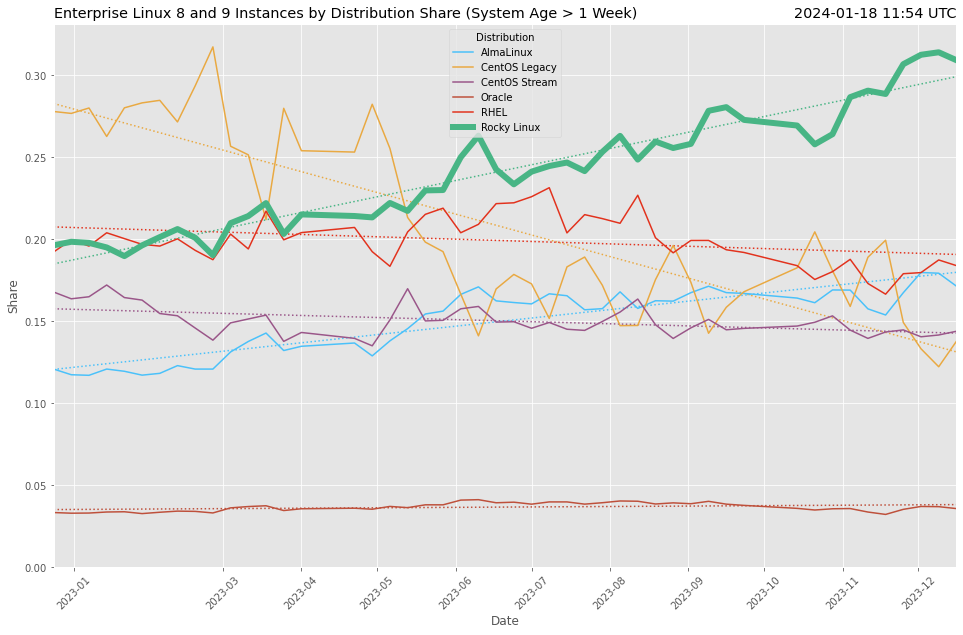 Enterprise Linux 8 and 9 Instances by Distribution Share (System Age > 1 Week)
2024-01-18 11:54 UTC
Distribution
AlmaLinux
CentOS Legacy
CentOS Stream
Oracle
RHEL
Rocky Linux
Share
0.30
0.25
0.20
0.15
0.10
0.05
0.00
2023-01
2023-03
2023-04
2023-05
2023-06
2023-07
2023-08
2023-09
2023-10
2023-11
2023-12
Date